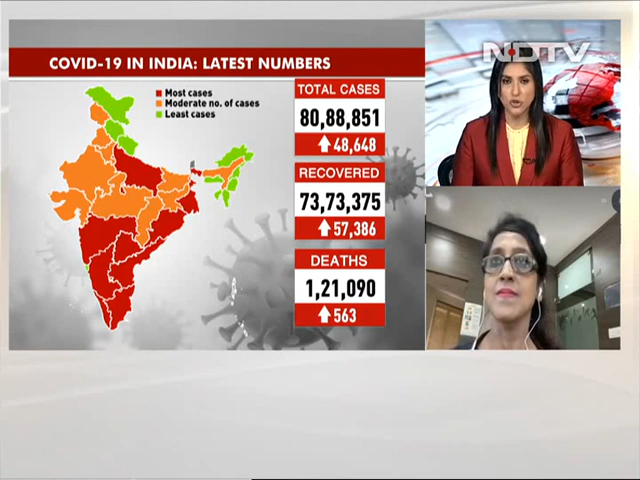 COVID-19 IN INDIA: LATEST NUMBERS
NDTV
Most cases
Moderate no. of cases
Least cases
TOTAL CASES
80,88,851
48,648
RECOVERED
73,73,375
57,386
DEATHS
1,21,090
563